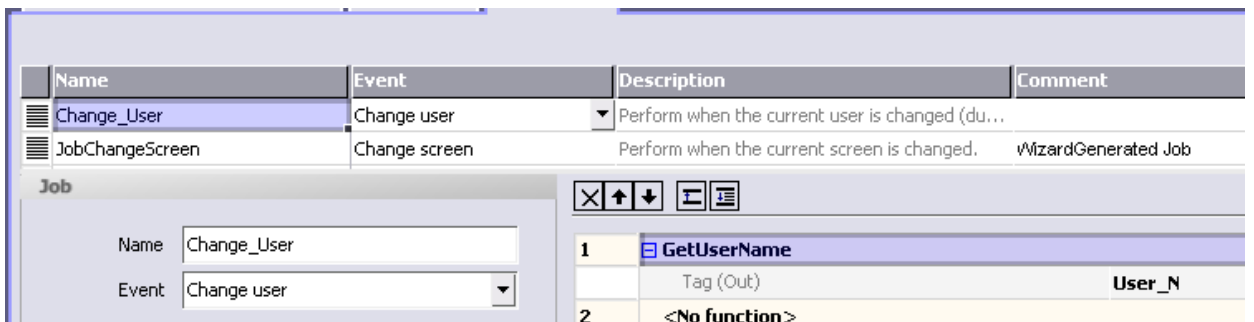 Name Event Description Comment
Change_User Change user Perform when the current user is changed (du...
JobChangeScreen Change screen Perform when the current screen is changed. WizardGenerated Job
Job
Name Change_User
Event Change user
1 GetUserName
Tag (Out) User_N
2 <No function>